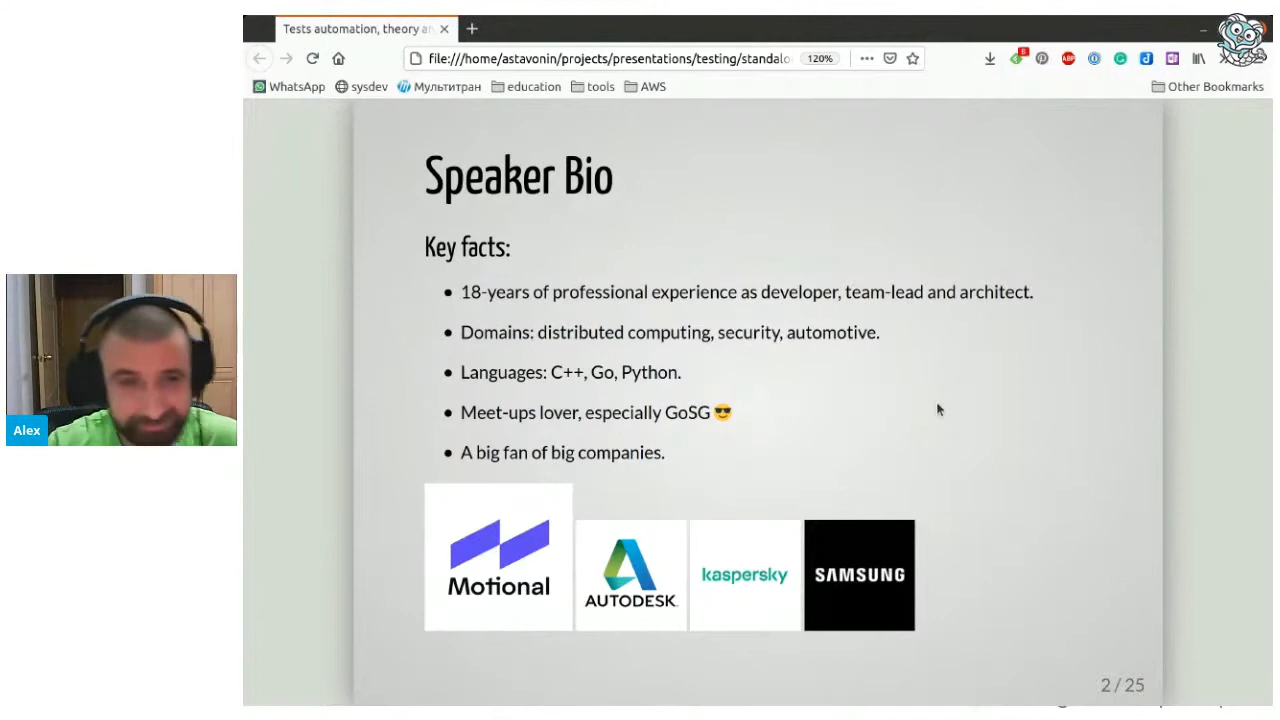 Tests automation, theory an
file:///home/astavonin/projects/presentations/testing/standalo
120%
8
ABP
WhatsApp
sysdev
Мультитран
education
tools
AWS
Other Bookmarks
Speaker Bio
Key facts:
18-years of professional experience as developer, team-lead and architect.
Domains: distributed computing, security, automotive.
Languages: C++, Go, Python.
Meet-ups lover, especially GoSG 😎
A big fan of big companies.
Alex
Motional
AUTODESK
kaspersky
SAMSUNG
2 / 25